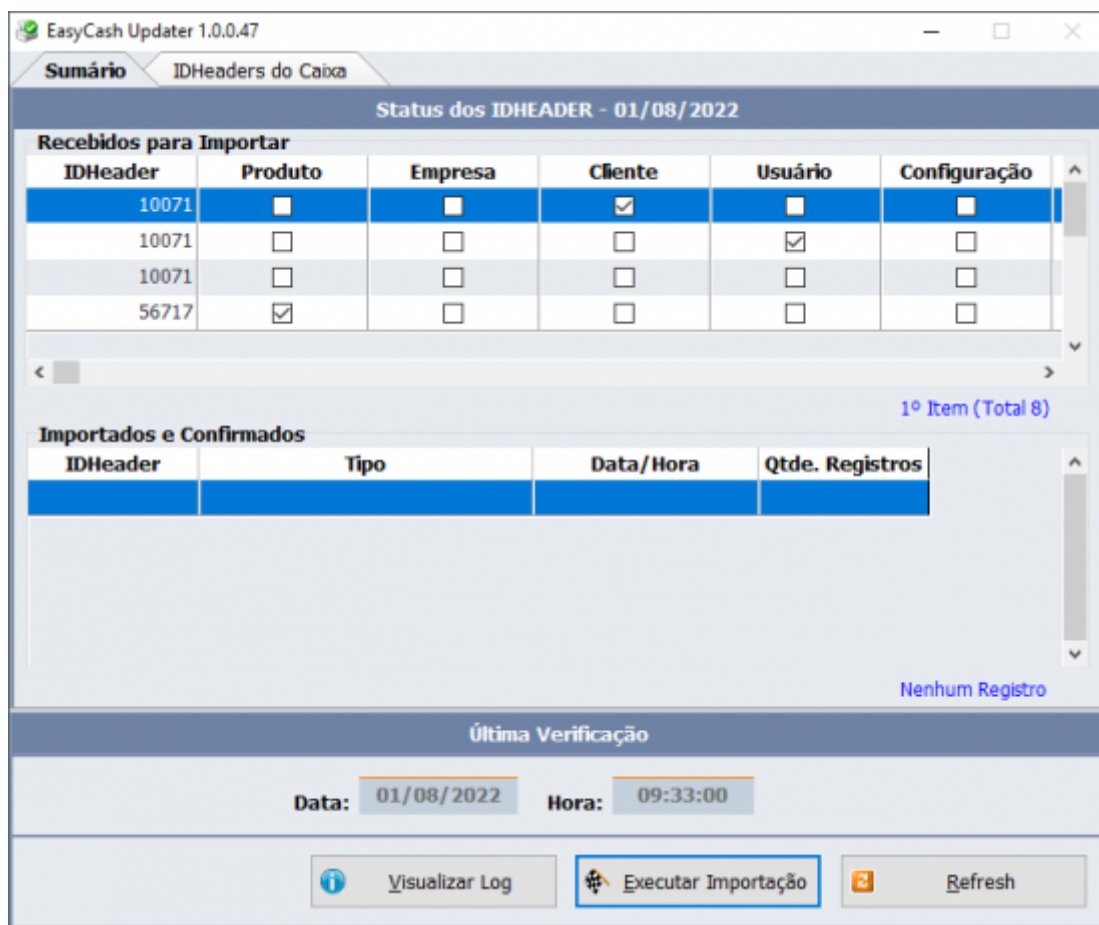 EasyCash Updater 1.0.0.47
Sumário IDHeaders do Caixa
Status dos IDHEADER - 01/08/2022
Recebidos para Importar
IDHeader Produto Empresa Cliente Usuário Configuração
10071
10071
10071
56717
1º Item (Total 8)
Importados e Confirmados
IDHeader Tipo Data/Hora Qtde. Registros
Nenhum Registro
Última Verificação
Data: 01/08/2022 Hora: 09:33:00
Visualizar Log Executar Importação Refresh